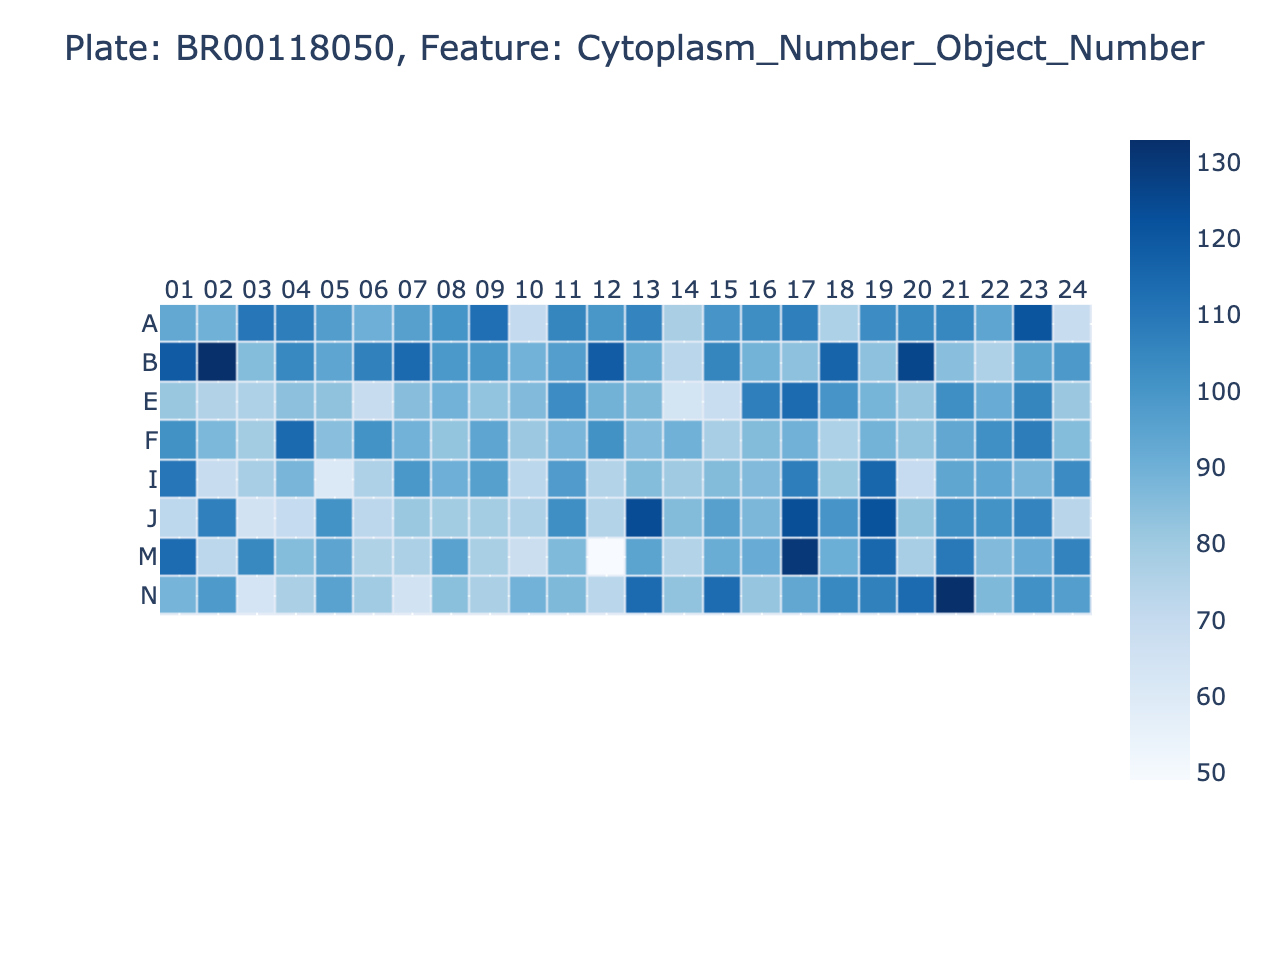 Plate: BR00118050, Feature: Cytoplasm_Number_Object_Number
01 02 03 04 05 06 07 08 09 10 11 12 13 14 15 16 17 18 19 20 21 22 23 24
A
B
E
F
I
J
M
N
130
120
110
100
90
80
70
60
50